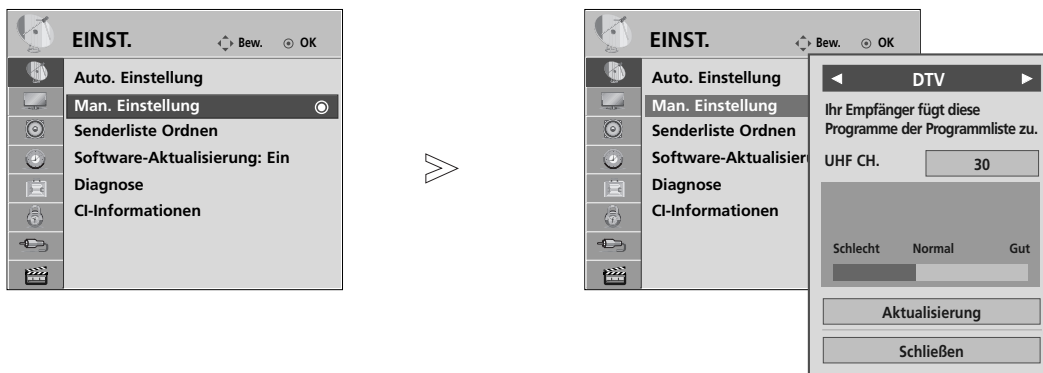 EINST.
Bew.
OK
Auto. Einstellung
Man. Einstellung
Senderliste Ordnen
Software-Aktualisierung: Ein
Diagnose
CI-Informationen
EINST.
Bew.
OK
Auto. Einstellung
Man. Einstellung
Senderliste Ordnen
Software-Aktualisier
Diagnose
CI-Informationen
DTV
Ihr Empfänger fügt diese
Programme der Programmliste zu.
UHF CH.
30
Schlecht Normal Gut
Aktualisierung
Schließen